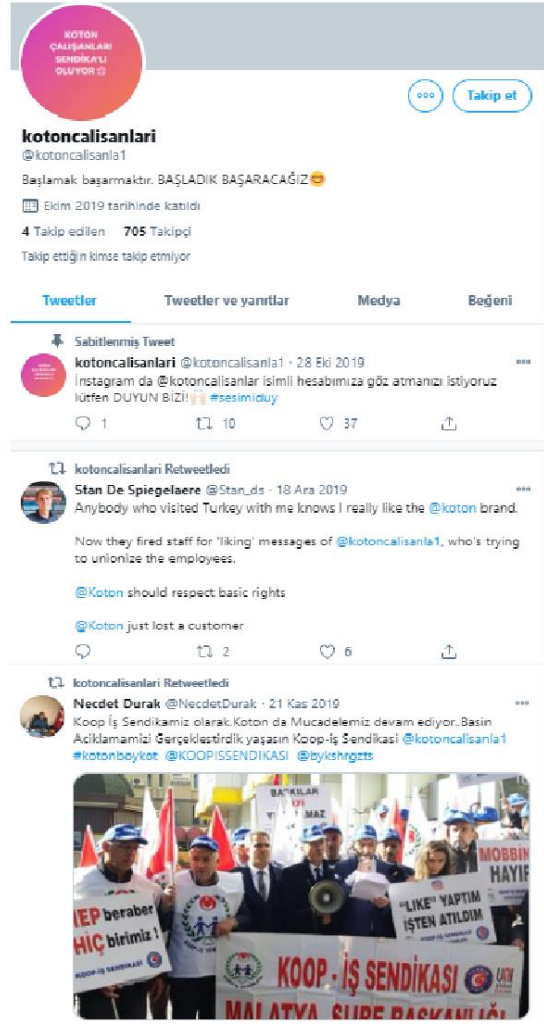 KOTON
ÇALIŞANLARI
SENDİKA'LI
OLUYOR
Takip et
kotoncalisanlari
@kotoncalisanla1
Başlamak başarmaktır. BAŞLADIK BAŞARACAĞIZ😁
Ekim 2019 tarihinde katıldı
4 Takip edilen 705 Takipçi
Takip ettiğin kimse takip etmiyor
Tweetler Tweetler ve yanıtlar Medya Beğeni
Sabitlenmiş Tweet
kotoncalisanlari @kotoncalisanla1 · 28 Eki 2019
İnstagram da @kotoncalisanlar isimli hesabımıza göz atmanızı istiyoruz
lütfen DUYUN BİZİ!🙌🏻 #sesimiduy
1 10 37
kotoncalisanlari Retweetledi
Stan De Spiegelaere @Stan_ds · 18 Ara 2019
Anybody who visited Turkey with me knows I really like the @koton brand.
Now they fired staff for 'liking' messages of @kotoncalisanla1, who's trying
to unionize the employees.
@Koton should respect basic rights
@Koton just lost a customer
2 6
kotoncalisanlari Retweetledi
Necdet Durak @NecdetDurak · 21 Kas 2019
Koop İş Sendikamiz olarak.Koton da Mucadelemiz devam ediyor..Basin
Aciklamamizi Gerçekleştirdik yaşasın Koop-iş Sendikasi @kotoncalisanla1
#kotonboykot @KOOPISSENDIKASI @bykshrgzts
BASKILAR
MOBBİN
HAYIR
"LIKE" YAPTIM
İŞTEN ATILDIM
EP beraber
HİÇ birimiz !
KOOP-İŞ SENDİKASI
KOOP-İŞ
KOOP - İŞ SENDİKASI
MALATYA ŞUBE BAŞKANLIĞI